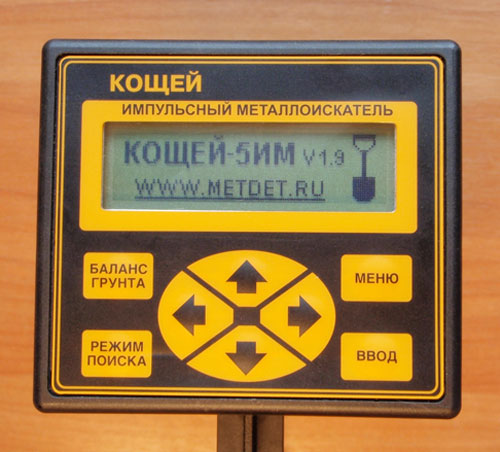 КОЩЕЙ
ИМПУЛЬСНЫЙ МЕТАЛЛОИСКАТЕЛЬ
КОЩЕЙ-5ИМ V1.9
WWW.METDET.RU
БАЛАНС
ГРУНТА
МЕНЮ
РЕЖИМ
ПОИСКА
ВВОД